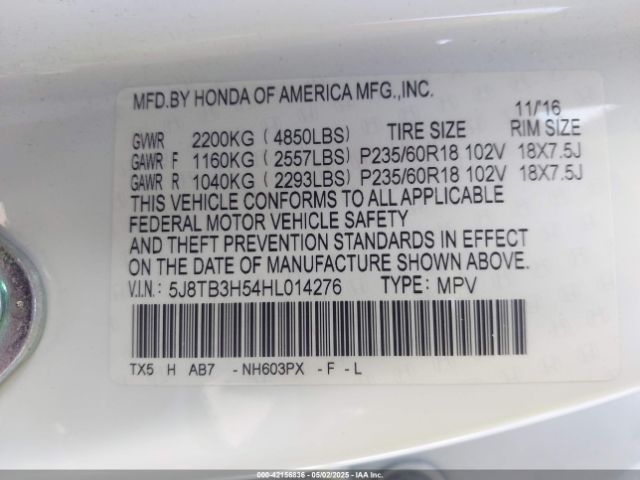 MFD.BY HONDA OF AMERICA MFG.,INC.
11/16
GVWR 2200KG ( 4850LBS) TIRE SIZE RIM SIZE
GAWR F 1160KG ( 2557LBS) P235/60R18 102V 18X7.5J
GAWR R 1040KG ( 2293LBS) P235/60R18 102V 18X7.5J
THIS VEHICLE CONFORMS TO ALL APPLICABLE
FEDERAL MOTOR VEHICLE SAFETY
AND THEFT PREVENTION STANDARDS IN EFFECT
ON THE DATE OF MANUFACTURE SHOWN ABOVE.
V.I.N: 5J8TB3H54HL014276 TYPE: MPV
TX5 H AB7 - NH603PX - F - L
000-42156836 - 05/02/2025 - IAA Inc.